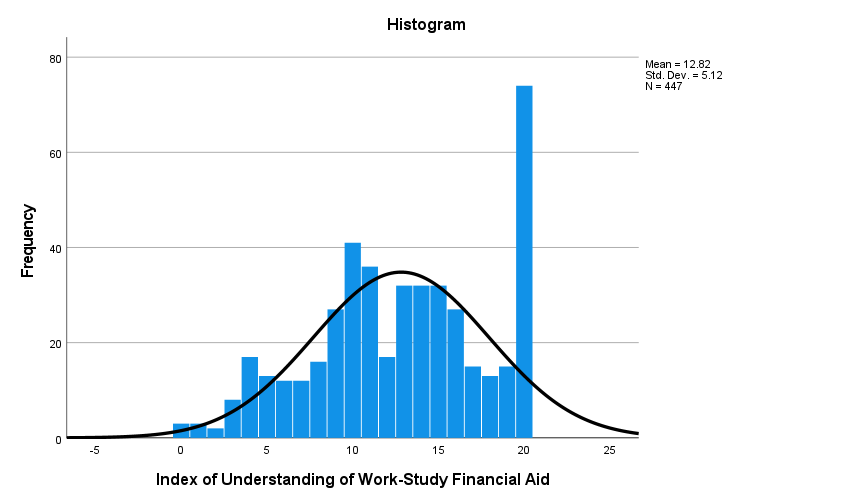 Histogram
Mean = 12.82
Std. Dev. = 5.12
N = 447
Frequency
80
60
40
20
0
-5 0 5 10 15 20 25
Index of Understanding of Work-Study Financial Aid